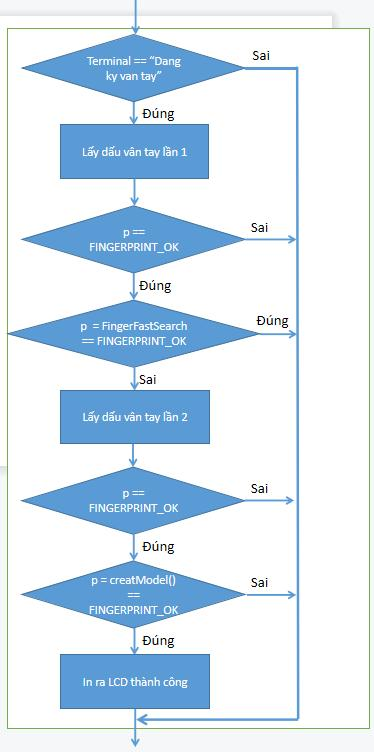 Terminal == “Dang
ky van tay”
Sai
Đúng
Lấy dấu vân tay lần 1
p ==
FINGERPRINT_OK
Sai
Đúng
p = FingerFastSearch
== FINGERPRINT_OK
Đúng
Sai
Lấy dấu vân tay lần 2
p ==
FINGERPRINT_OK
Sai
Đúng
p = creatModel()
==
FINGERPRINT_OK
Sai
Đúng
In ra LCD thành công